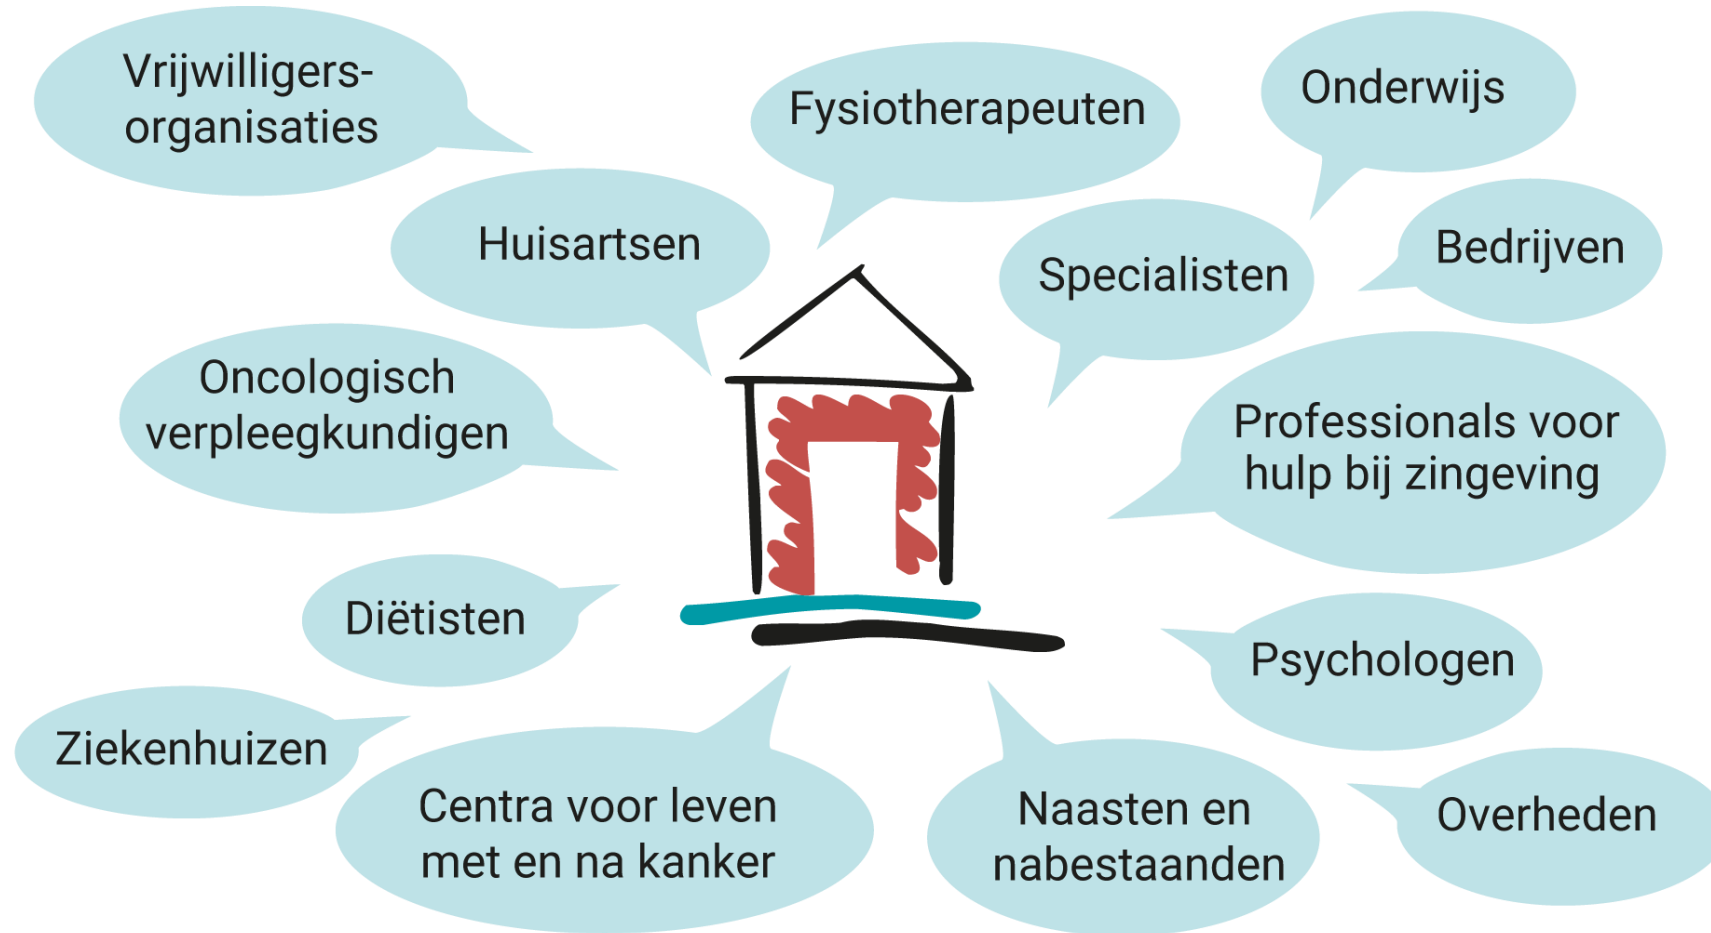 Vrijwilligers-
organisaties
Fysiotherapeuten
Onderwijs
Huisartsen
Specialisten
Bedrijven
Oncologisch
verpleegkundigen
Professionals voor
hulp bij zingeving
Diëtisten
Psychologen
Ziekenhuizen
Centra voor leven
met en na kanker
Naasten en
nabestaanden
Overheden